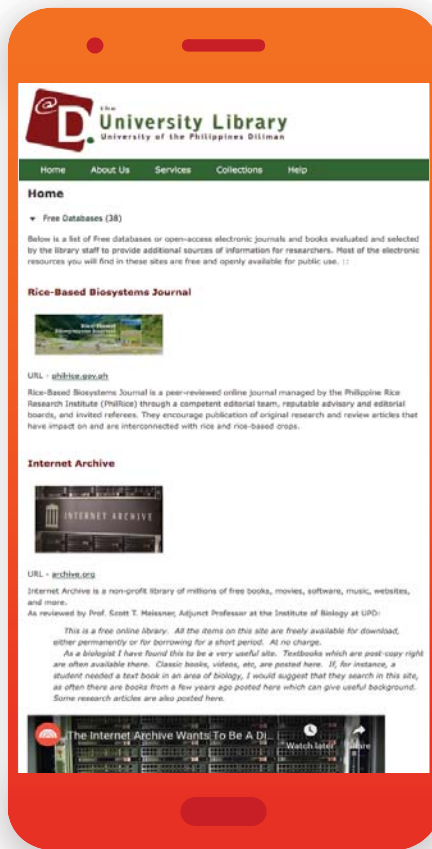 @D.
the
University Library
University of the Philippines Diliman
Home About Us Services Collections Help
Home
Free Databases (38)
Below is a list of Free databases or open-access electronic journals and books evaluated and selected
by the library staff to provide additional sources of information for researchers. Most of the electronic
resources you will find in these sites are free and openly available for public use. ::
Rice-Based Biosystems Journal
Rice-Based
Biosystems Journal
URL - philrice.gov.ph
Rice-Based Biosystems Journal is a peer-reviewed online journal managed by the Philippine Rice
Research Institute (PhilRice) through a competent editorial team, reputable advisory and editorial
boards, and invited referees. They encourage publication of original research and review articles that
have impact on and are interconnected with rice and rice-based crops.
Internet Archive
INTERNET ARCHIVE
URL - archive.org
Internet Archive is a non-profit library of millions of free books, movies, software, music, websites,
and more.
As reviewed by Prof. Scott T. Meissner, Adjunct Professor at the Institute of Biology at UPD:
This is a free online library. All the items on this site are freely available for download,
either permanently or for borrowing for a short period. At no charge.
As a biologist I have found this to be a very useful site. Textbooks which are post-copy right
are often available there. Classic books, videos, etc, are posted here. If, for instance, a
student needed a text book in an area of biology, I would suggest that they search in this site,
as often there are books from a few years ago posted here which can give useful background.
Some research articles are also posted here.
The Internet Archive Wants To Be A Di...
Watch later Share